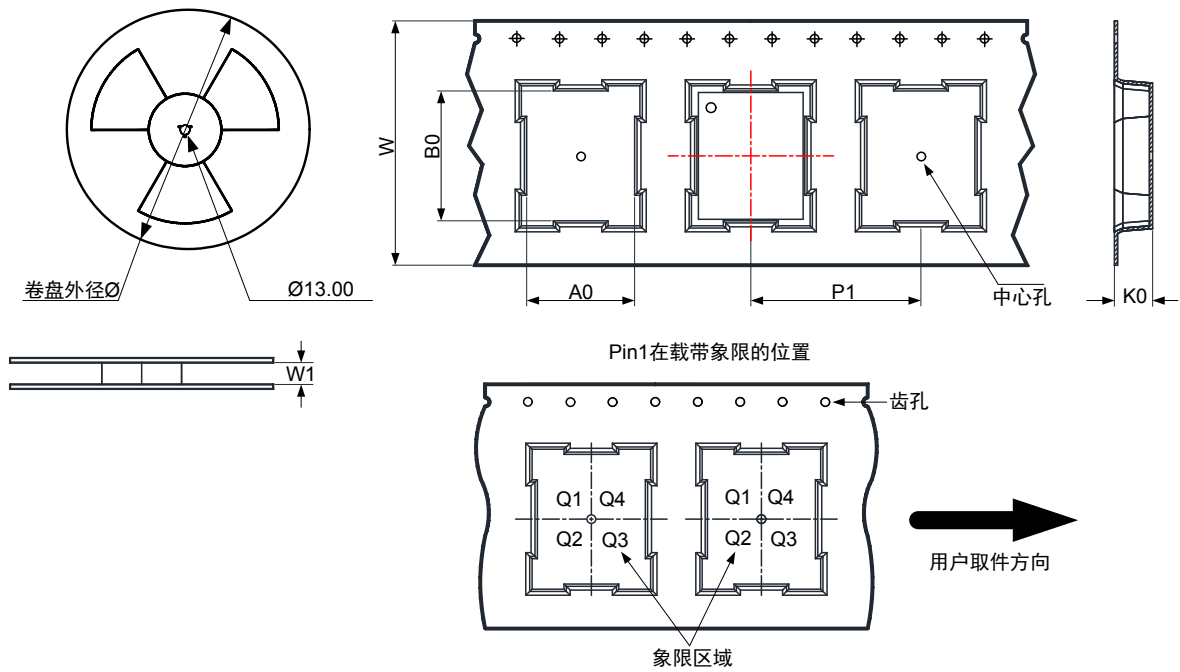 卷盘外径Ø
Ø13.00
W
B0
A0
P1
中心孔
K0
W1
Pin1在载带象限的位置
齿孔
Q1 Q4 Q1 Q4
Q2 Q3 Q2 Q3
用户取件方向
象限区域